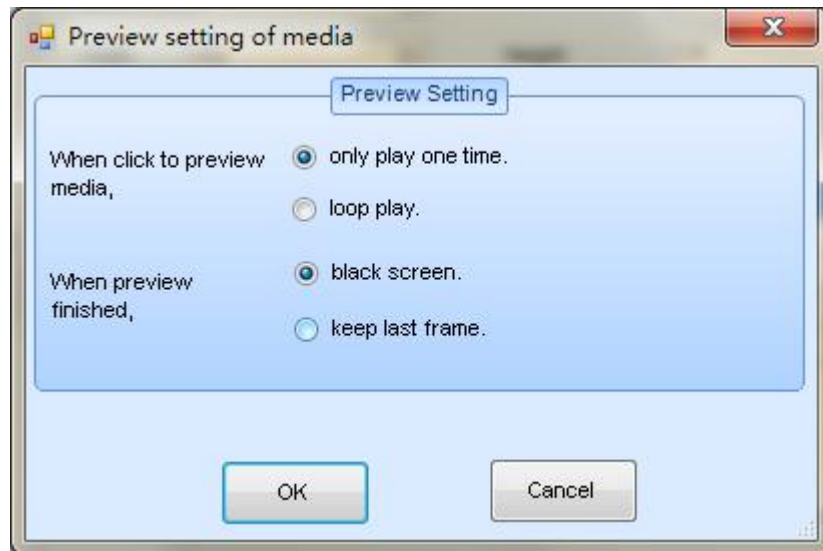 Preview setting of media
Preview Setting
When click to preview
media,
only play one time.
loop play.
When preview
finished,
black screen.
keep last frame.
OK
Cancel